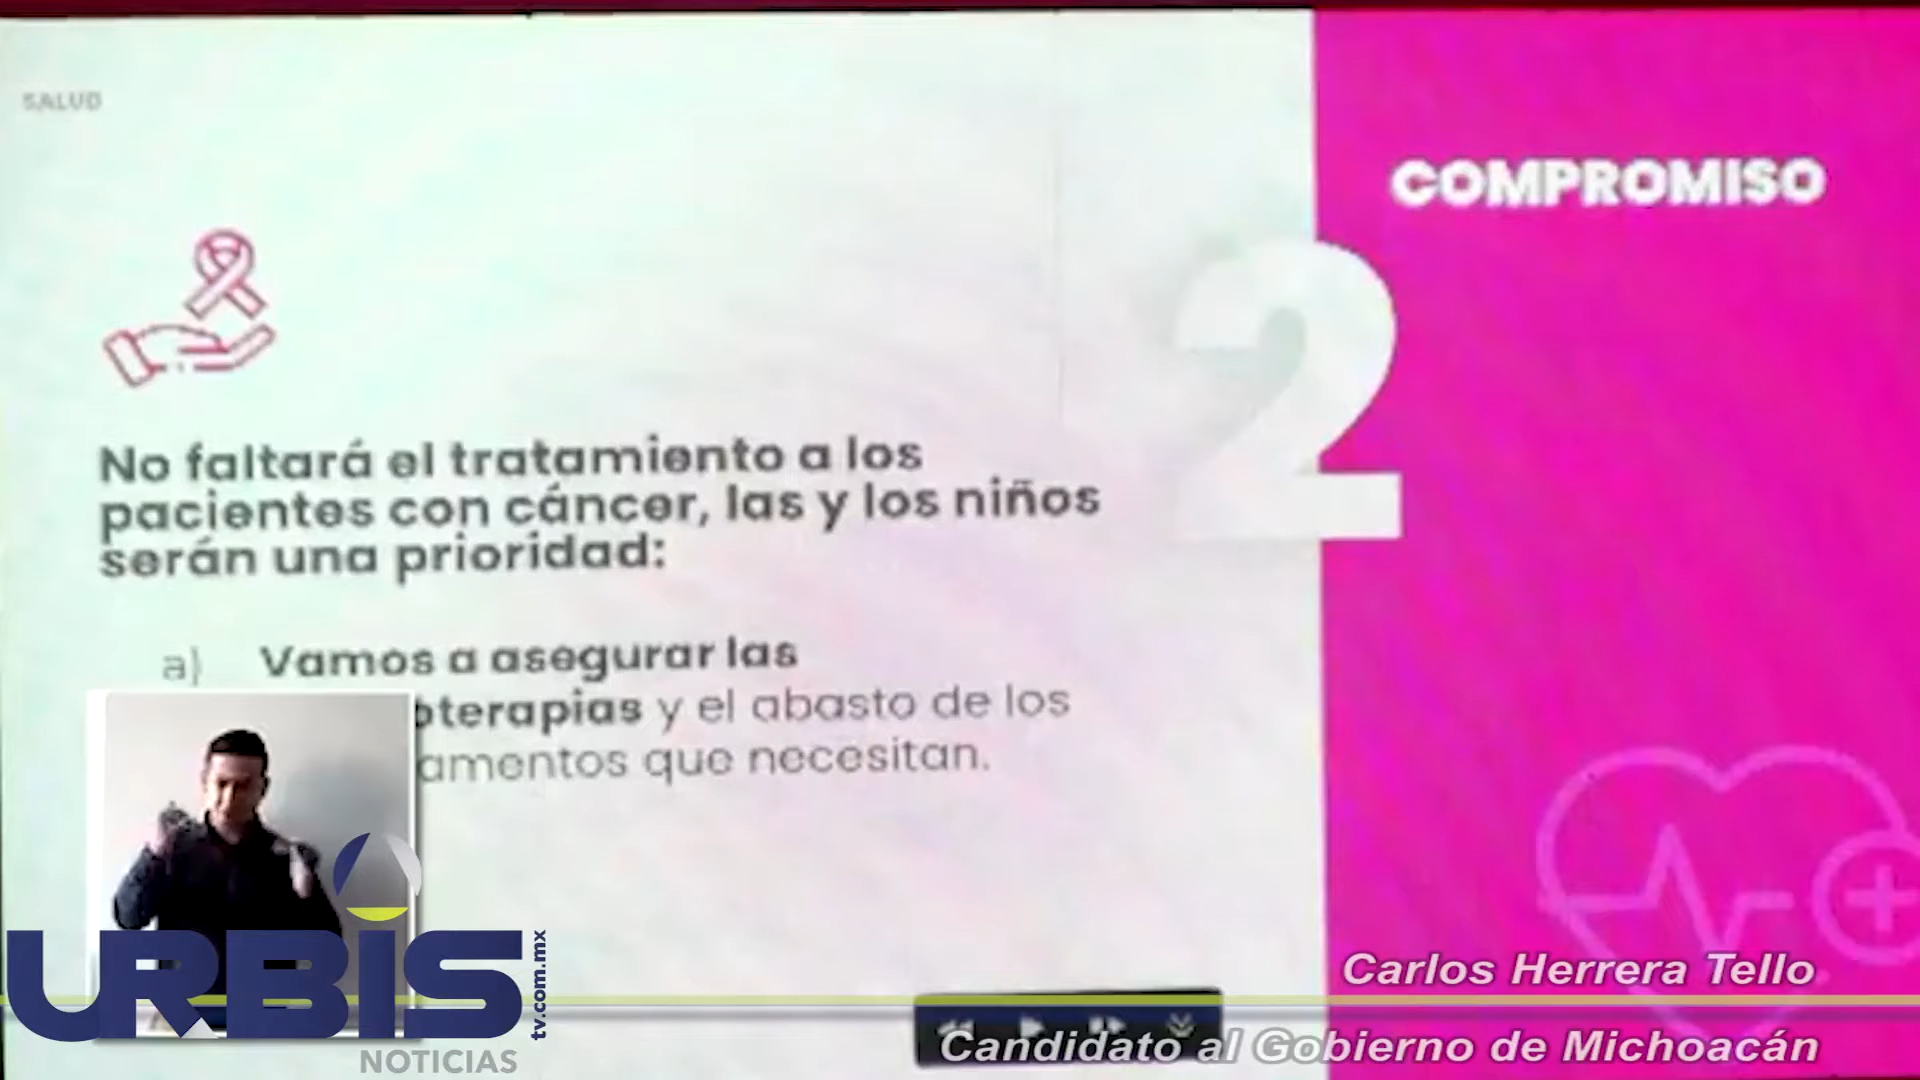 SALUD
COMPROMISO
2
No faltará el tratamiento a los
pacientes con cáncer, las y los niños
serán una prioridad:
a) Vamos a asegurar las
oterapias y el abasto de los
amentos que necesitan.
Carlos Herrera Tello
Candidato al Gobierno de Michoacán
URBIS
tv.com.mx
NOTICIAS